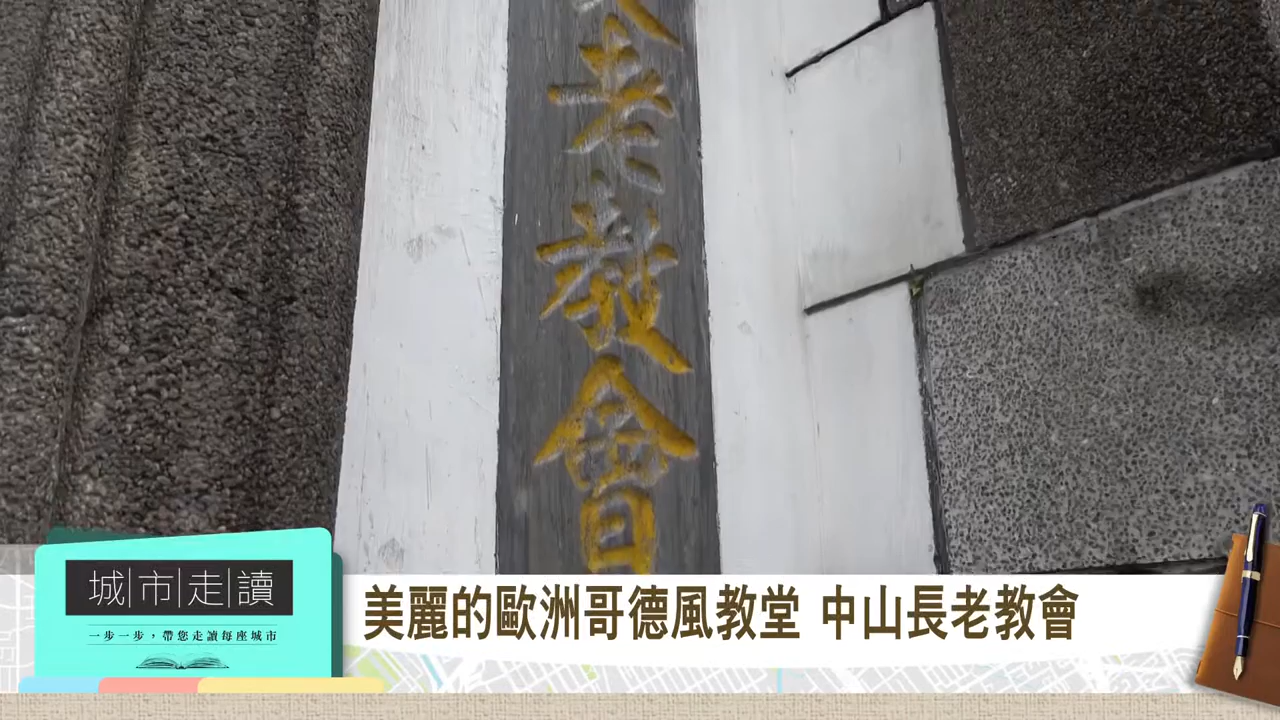 老教會
城市走讀
一步一步，帶您走讀每座城市
美麗的歐洲哥德風教堂 中山長老教會